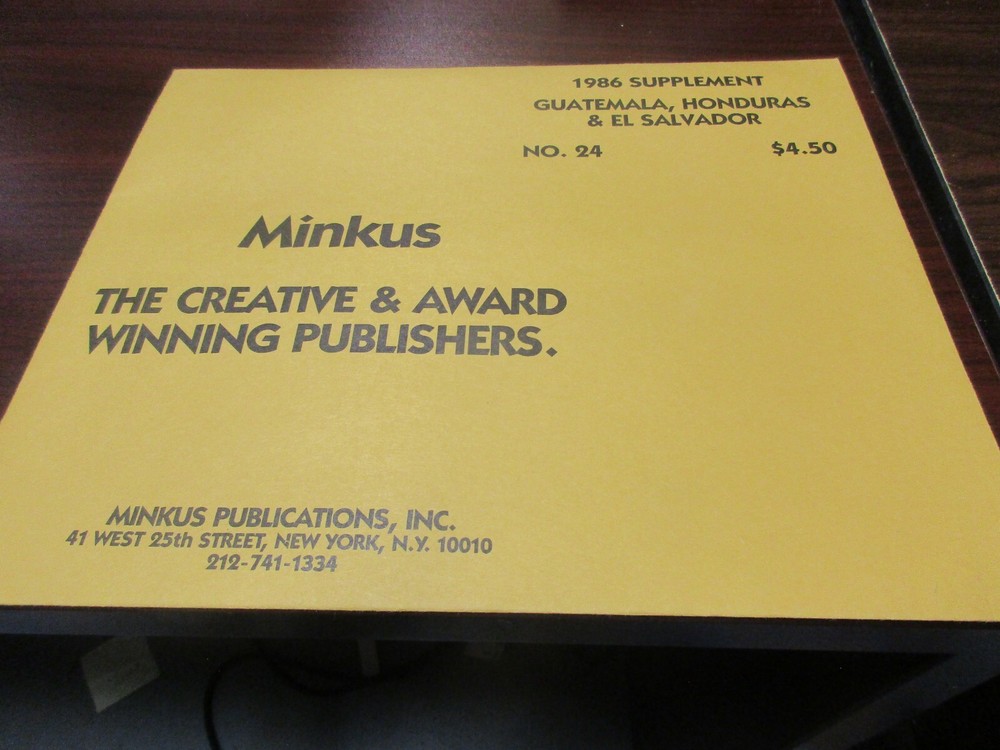 1986 SUPPLEMENT
GUATEMALA, HONDURAS
& EL SALVADOR
NO. 24 $4.50
Minkus
THE CREATIVE & AWARD
WINNING PUBLISHERS.
MINKUS PUBLICATIONS, INC.
41 WEST 25th STREET, NEW YORK, N.Y. 10010
212-741-1334